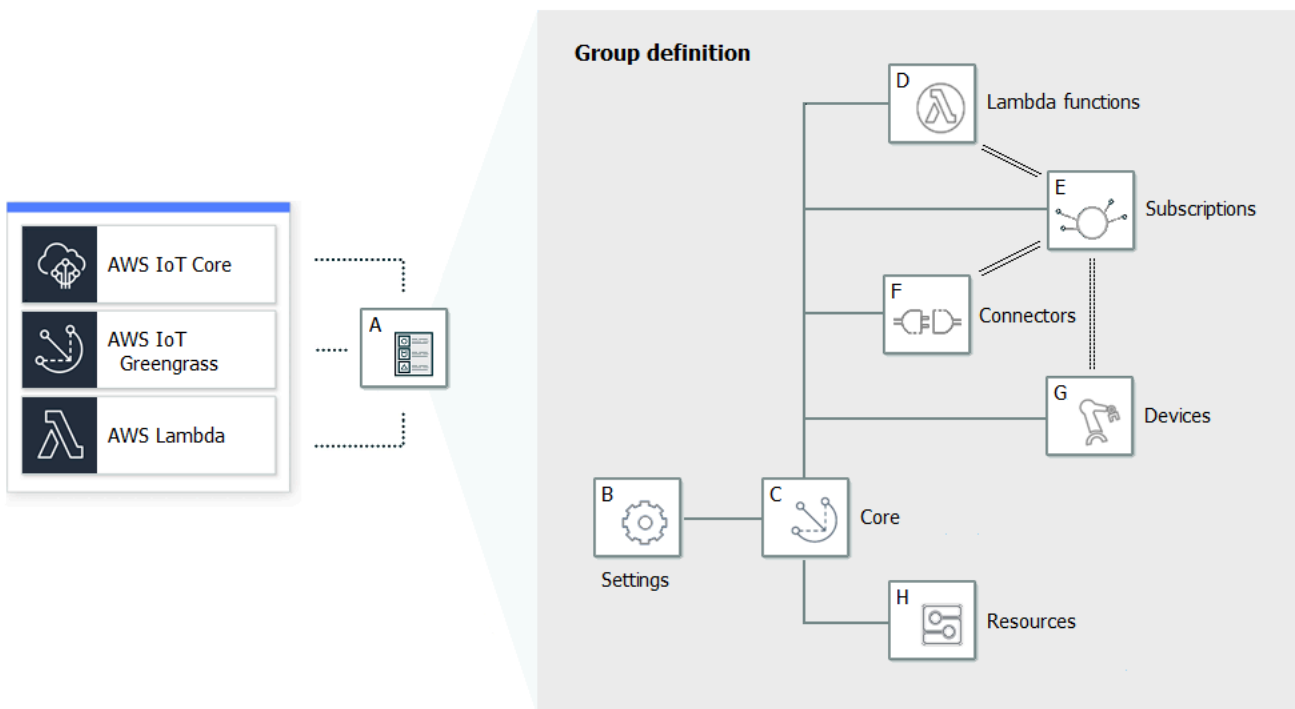 Group definition
D
Lambda functions
E
Subscriptions
AWS IoT Core
F
Connectors
A
AWS IoT
Greengrass
G
Devices
AWS Lambda
B
C
Core
Settings
H
Resources